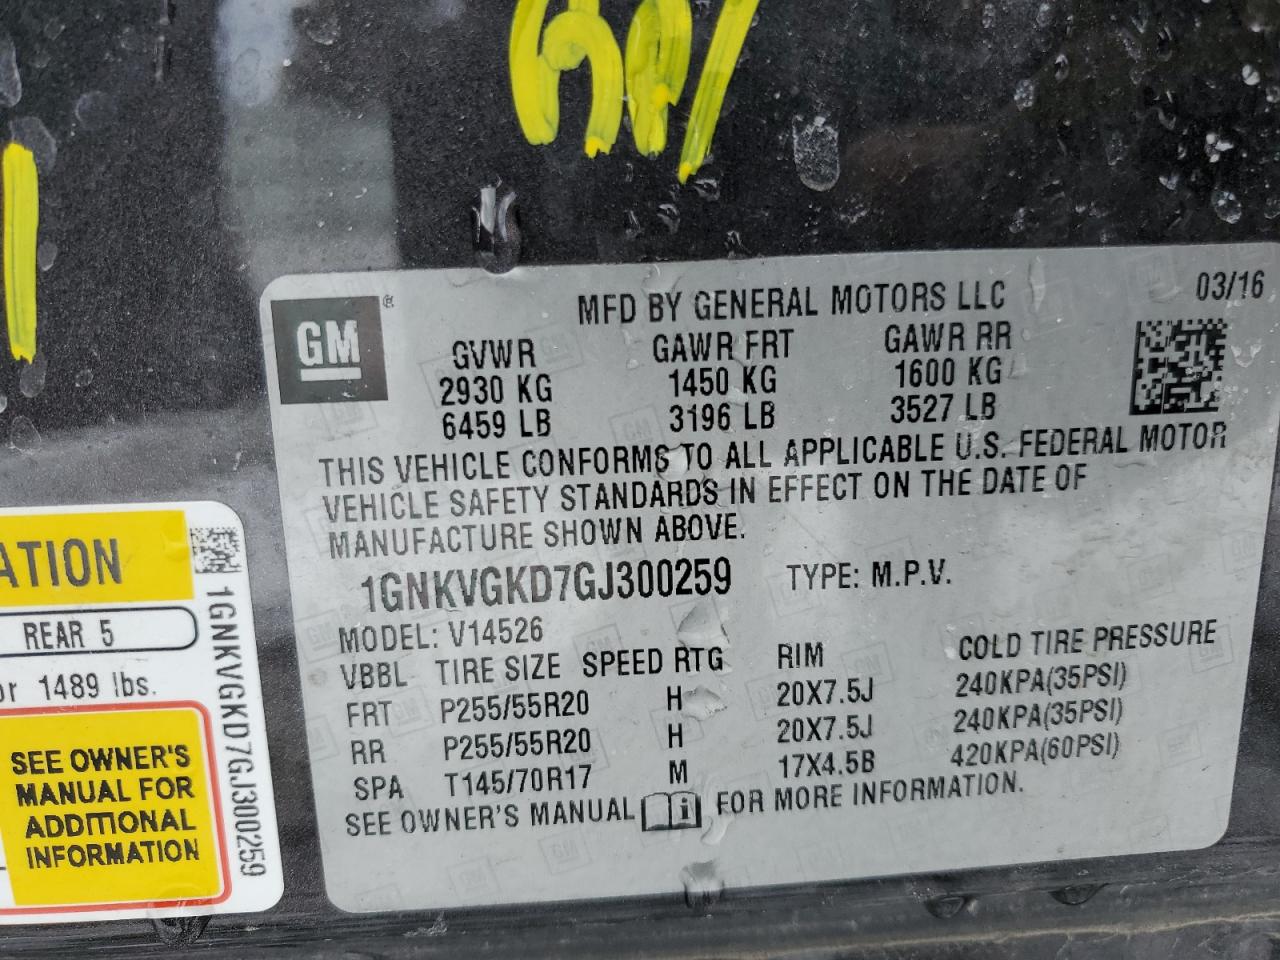 GM
MFD BY GENERAL MOTORS LLC
03/16
GVWR GAWR FRT GAWR RR
2930 KG 1450 KG 1600 KG
6459 LB 3196 LB 3527 LB
THIS VEHICLE CONFORMS TO ALL APPLICABLE U.S. FEDERAL MOTOR
VEHICLE SAFETY STANDARDS IN EFFECT ON THE DATE OF
MANUFACTURE SHOWN ABOVE.
1GNKVGKD7GJ300259 TYPE: M.P.V.
MODEL: V14526
VBBL TIRE SIZE SPEED RTG RIM COLD TIRE PRESSURE
FRT P255/55R20 H 20X7.5J 240KPA(35PSI)
RR P255/55R20 H 20X7.5J 240KPA(35PSI)
SPA T145/70R17 M 17X4.5B 420KPA(60PSI)
SEE OWNER'S MANUAL i FOR MORE INFORMATION.
ATION
REAR 5
or 1489 lbs.
SEE OWNER'S
MANUAL FOR
ADDITIONAL
INFORMATION
1GNKVGKD7GJ300259